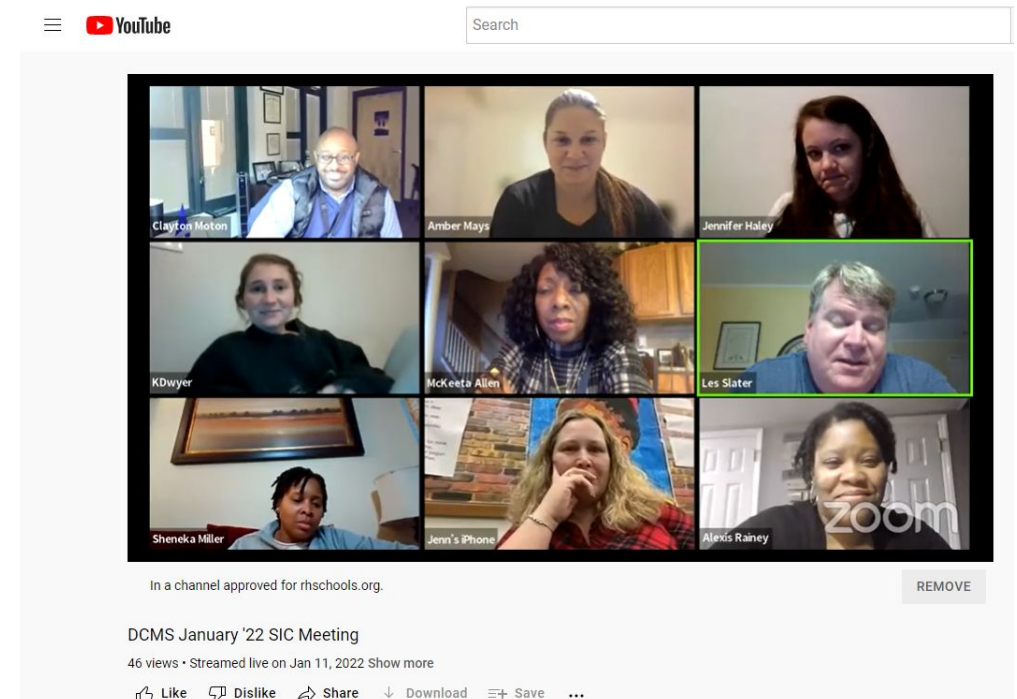 YouTube
Search
Clayton Moton
Amber Mays
Jennifer Haley
KDwyer
McKeeta Allen
Les Slater
Sheneka Miller
Jenn's iPhone
Alexis Rainey
zoom
In a channel approved for rhschools.org.
REMOVE
DCMS January '22 SIC Meeting
46 views • Streamed live on Jan 11, 2022 Show more
Like Dislike Share Download Save ...